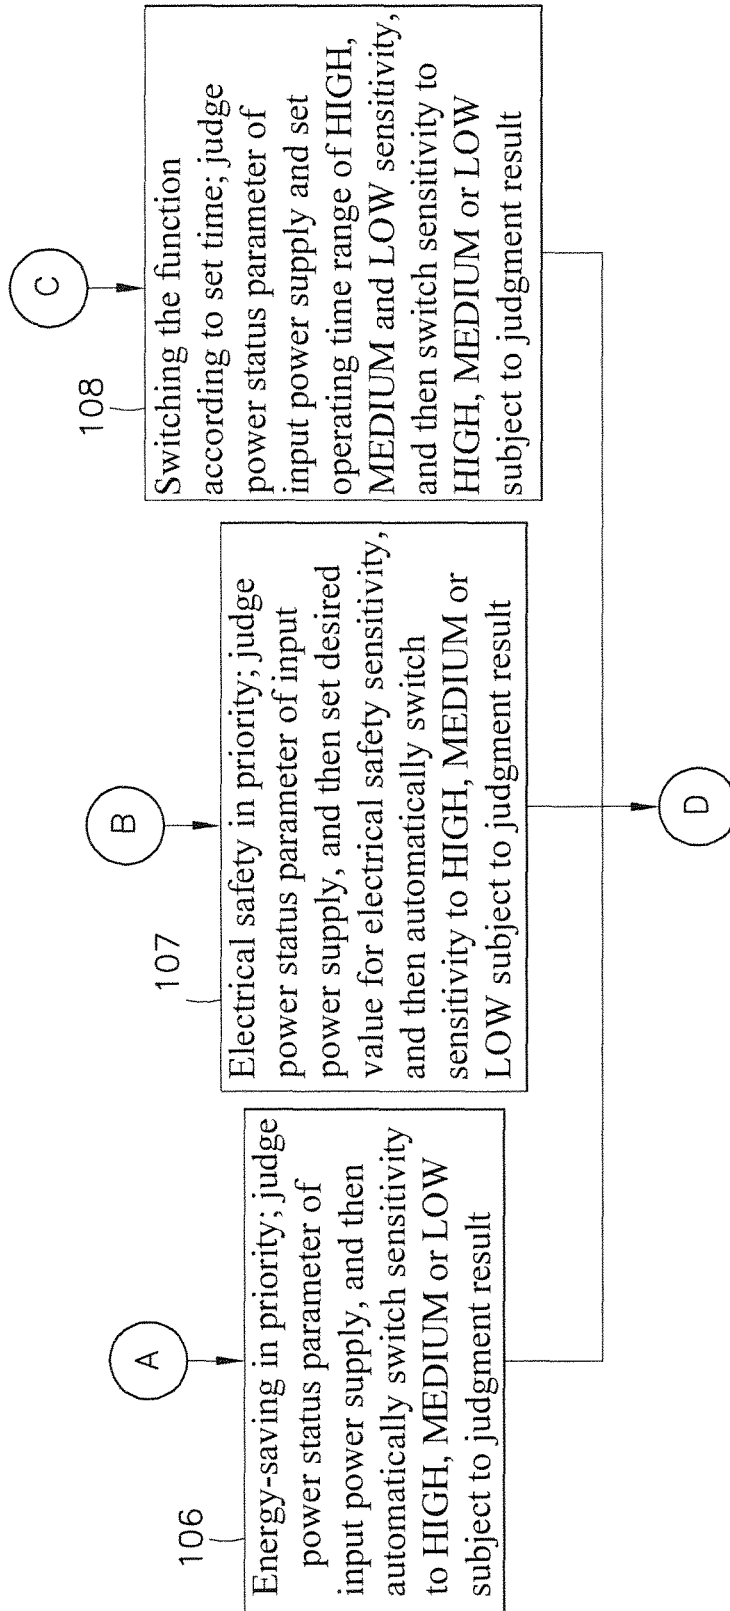 A
106
Energy-saving in priority; judge
power status parameter of
input power supply, and then
automatically switch sensitivity
to HIGH, MEDIUM or LOW
subject to judgment result
B
107
Electrical safety in priority; judge
power status parameter of input
power supply, and then set desired
value for electrical safety sensitivity,
and then automatically switch
sensitivity to HIGH, MEDIUM or
LOW subject to judgment result
C
108
Switching the function
according to set time; judge
power status parameter of
input power supply and set
operating time range of HIGH,
MEDIUM and LOW sensitivity,
and then switch sensitivity to
HIGH, MEDIUM or LOW
subject to judgment result
D